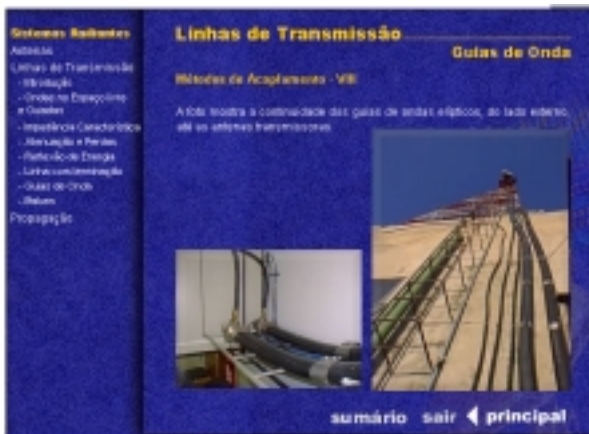 Sistemas Radiantes
Antenas
Linhas de Transmissão
- Introdução
- Ondas no Espaço livre
e Guiadas
- Impedância Característica
- Atenuação e Perdas
- Reflexão de Energia
- Linha com terminação
- Guias de Onda
Propagação
Linhas de Transmissão
Guias de Onda
Métodos de Acoplamento - VIII
A foto mostra a continuidade dos guias de ondas elípticos, do lado externo,
até as antenas transmissoras.
sumário sair principal